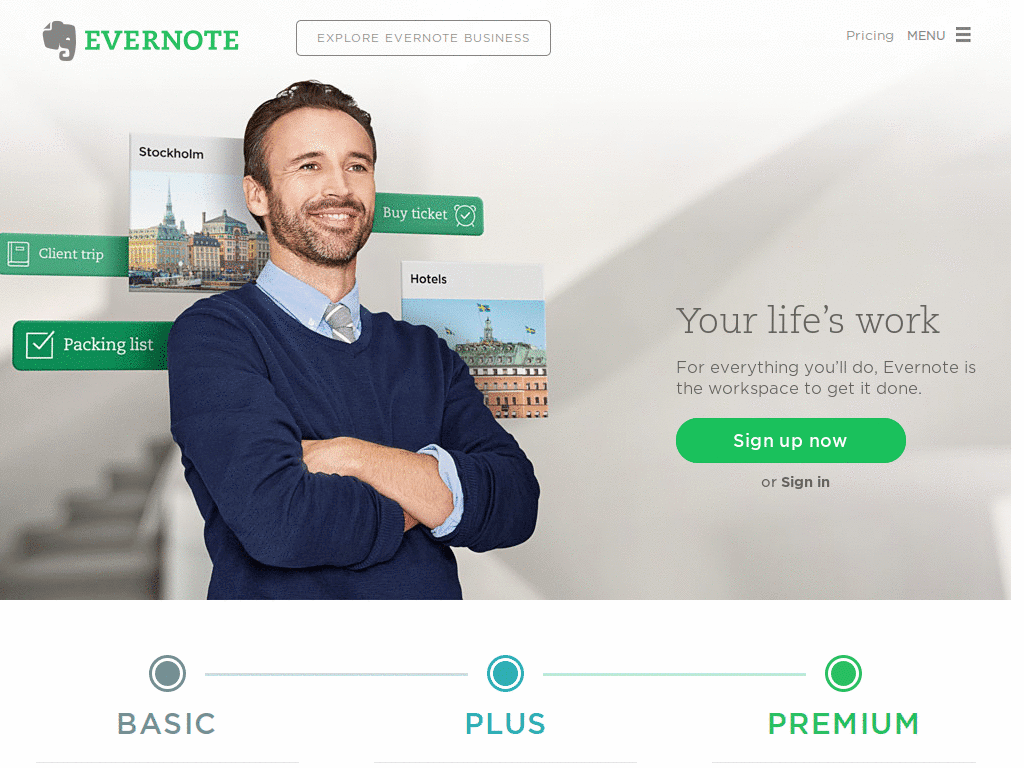 EVERNOTE
EXPLORE EVERNOTE BUSINESS
Pricing
MENU
Stockholm
Buy ticket
Client trip
Hotels
Packing list
Your life's work
For everything you'll do, Evernote is
the workspace to get it done.
Sign up now
or Sign in
BASIC
PLUS
PREMIUM